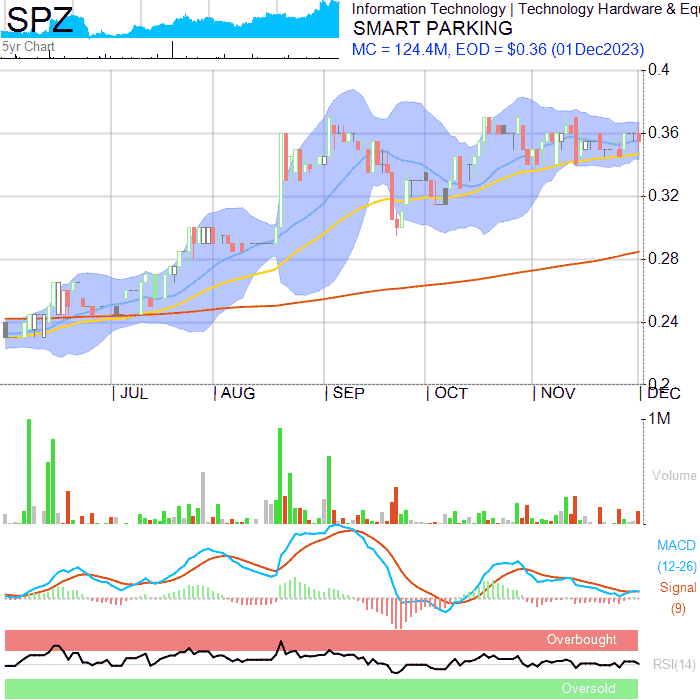 SPZ
5yr Chart
Information Technology | Technology Hardware & Equ
SMART PARKING
MC = 124.4M, EOD = $0.36 (01Dec2023)
0.4
0.36
0.32
0.28
0.24
0.2
JUL
AUG
SEP
OCT
NOV
DEC
1M
Volume
MACD
(12-26)
Signal
(9)
Overbought
RSI(14)
Oversold